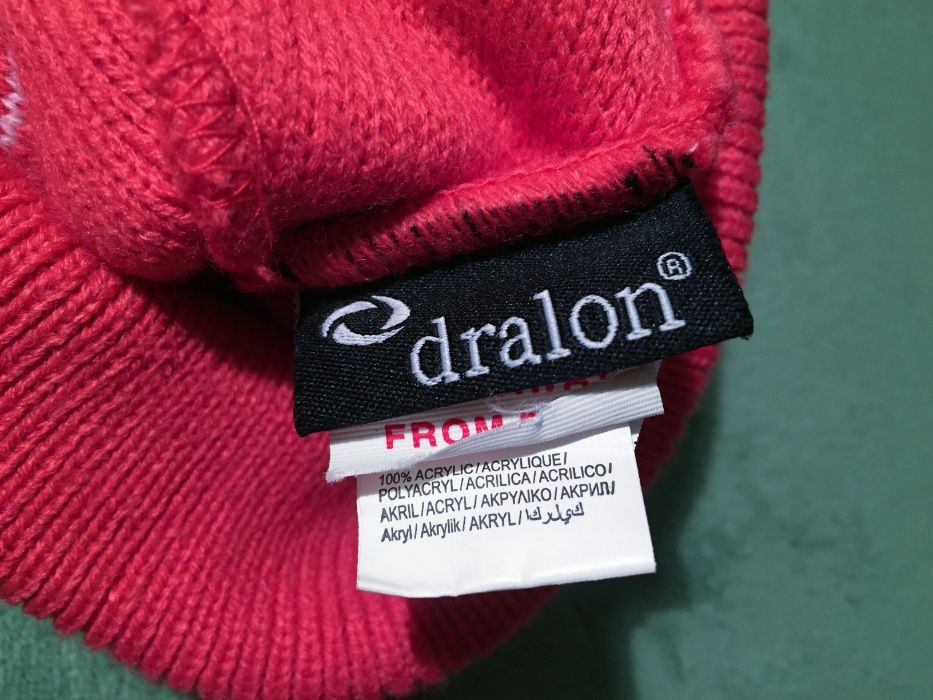 dralon®
FROM
100% ACRYLIC/ACRYLIQUE/
POLYACRYL/ACRILICA/ACRILICO/
AKRIL/ACRYL/ΑΚΡΥΛΙΚΟ/АКРИЛ/
Akryl/Akrylik/AKRYL/اكريليك